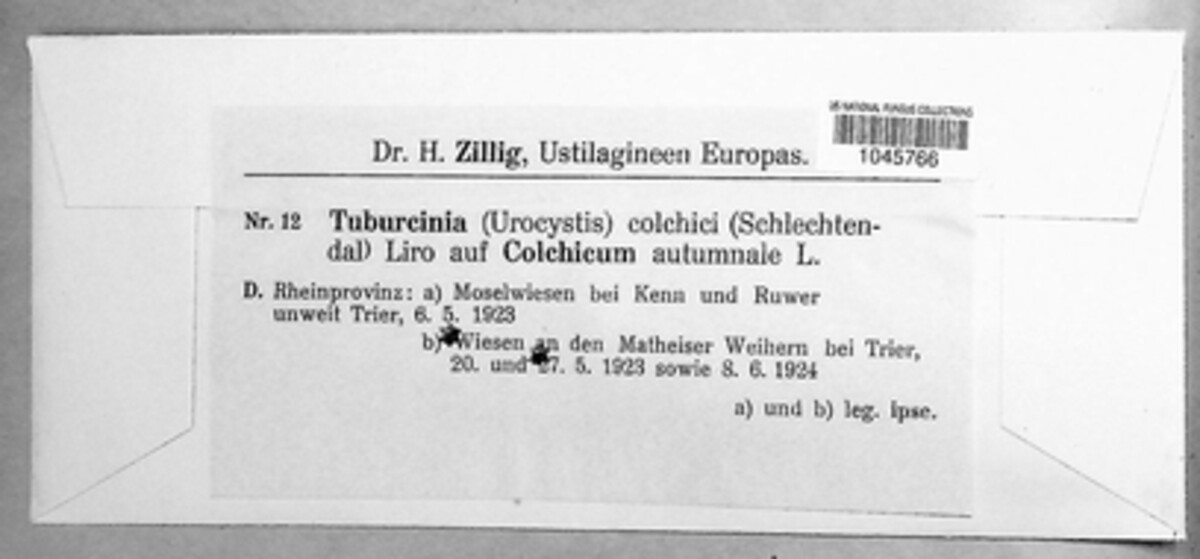 US NATIONAL FUNGUS COLLECTIONS
1045766
Dr. H. Zillig, Ustilagineen Europas.
Nr. 12 Tuburcinia (Urocystis) colchici (Schlechten-
dal) Liro auf Colchicum autumnale L.
D. Rheinprovinz: a) Moselwiesen bei Kenn und Ruwer
unweit Trier, 6. 5. 1923
b) Wiesen an den Matheiser Weihern bei Trier,
20. und 27. 5. 1923 sowie 8. 6. 1924
a) und b) leg. ipse.